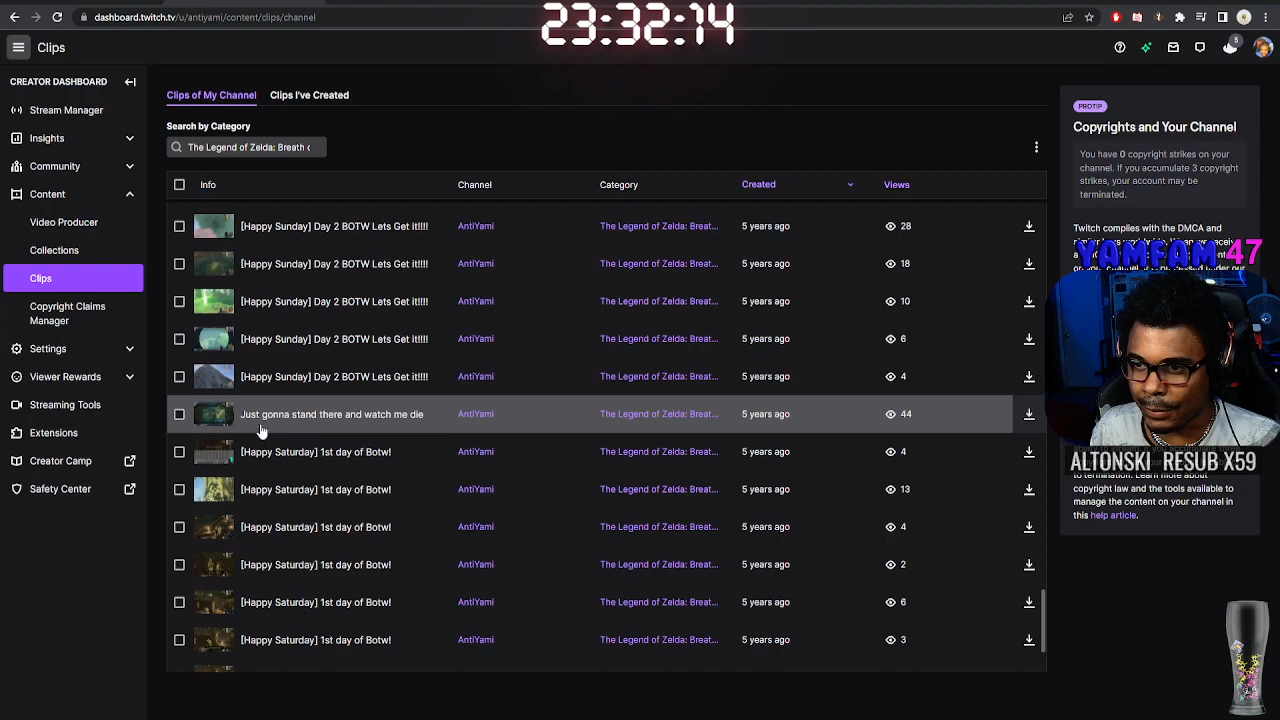 dashboard.twitch.tv/u/antiyami/content/clips/channel
23:32:14
Clips
5
CREATOR DASHBOARD
Stream Manager
Insights
Community
Content
Video Producer
Collections
Clips
Copyright Claims
Manager
Settings
Viewer Rewards
Streaming Tools
Extensions
Creator Camp
Safety Center
Clips of My Channel
Clips I've Created
Search by Category
The Legend of Zelda: Breath
Info Channel Category Created Views
[Happy Sunday] Day 2 BOTW Lets Get it!!!! AntiYami The Legend of Zelda: Breat... 5 years ago 28
[Happy Sunday] Day 2 BOTW Lets Get it!!!! AntiYami The Legend of Zelda: Breat... 5 years ago 18
[Happy Sunday] Day 2 BOTW Lets Get it!!!! AntiYami The Legend of Zelda: Breat... 5 years ago 10
[Happy Sunday] Day 2 BOTW Lets Get it!!!! AntiYami The Legend of Zelda: Breat... 5 years ago 6
[Happy Sunday] Day 2 BOTW Lets Get it!!!! AntiYami The Legend of Zelda: Breat... 5 years ago 4
Just gonna stand there and watch me die AntiYami The Legend of Zelda: Breat... 5 years ago 44
[Happy Saturday] 1st day of Botw! AntiYami The Legend of Zelda: Breat... 5 years ago 4
[Happy Saturday] 1st day of Botw! AntiYami The Legend of Zelda: Breat... 5 years ago 13
[Happy Saturday] 1st day of Botw! AntiYami The Legend of Zelda: Breat... 5 years ago 4
[Happy Saturday] 1st day of Botw! AntiYami The Legend of Zelda: Breat... 5 years ago 2
[Happy Saturday] 1st day of Botw! AntiYami The Legend of Zelda: Breat... 5 years ago 6
[Happy Saturday] 1st day of Botw! AntiYami The Legend of Zelda: Breat... 5 years ago 3
PROTIP
Copyrights and Your Channel
You have 0 copyright strikes on your
channel. If you accumulate 3 copyright
strikes, your account may be
terminated.
Twitch complies with the DMCA and
YAMFAM 47
ALTONSKI RESUB X59
to termination. Learn more about
copyright law and the tools available to
manage the content on your channel in
this help article.